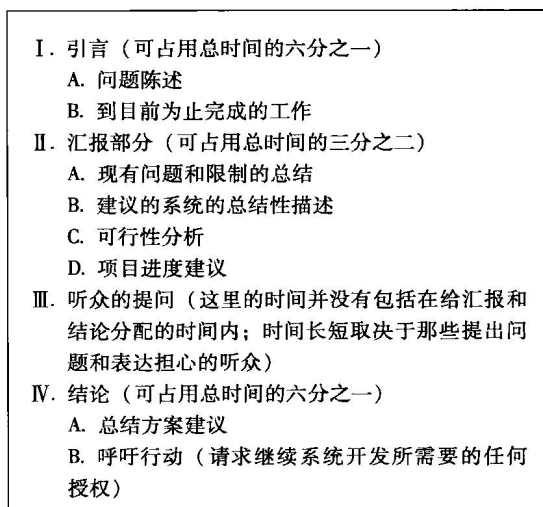 Ⅰ. 引言（可占用总时间的六分之一）
A. 问题陈述
B. 到目前为止完成的工作
Ⅱ. 汇报部分（可占用总时间的三分之二）
A. 现有问题和限制的总结
B. 建议的系统的总结性描述
C. 可行性分析
D. 项目进度建议
Ⅲ. 听众的提问（这里的时间并没有包括在给汇报和
结论分配的时间内；时间长短取决于那些提出问
题和表达担心的听众）
Ⅳ. 结论（可占用总时间的六分之一）
A. 总结方案建议
B. 呼吁行动（请求继续系统开发所需要的任何
授权）